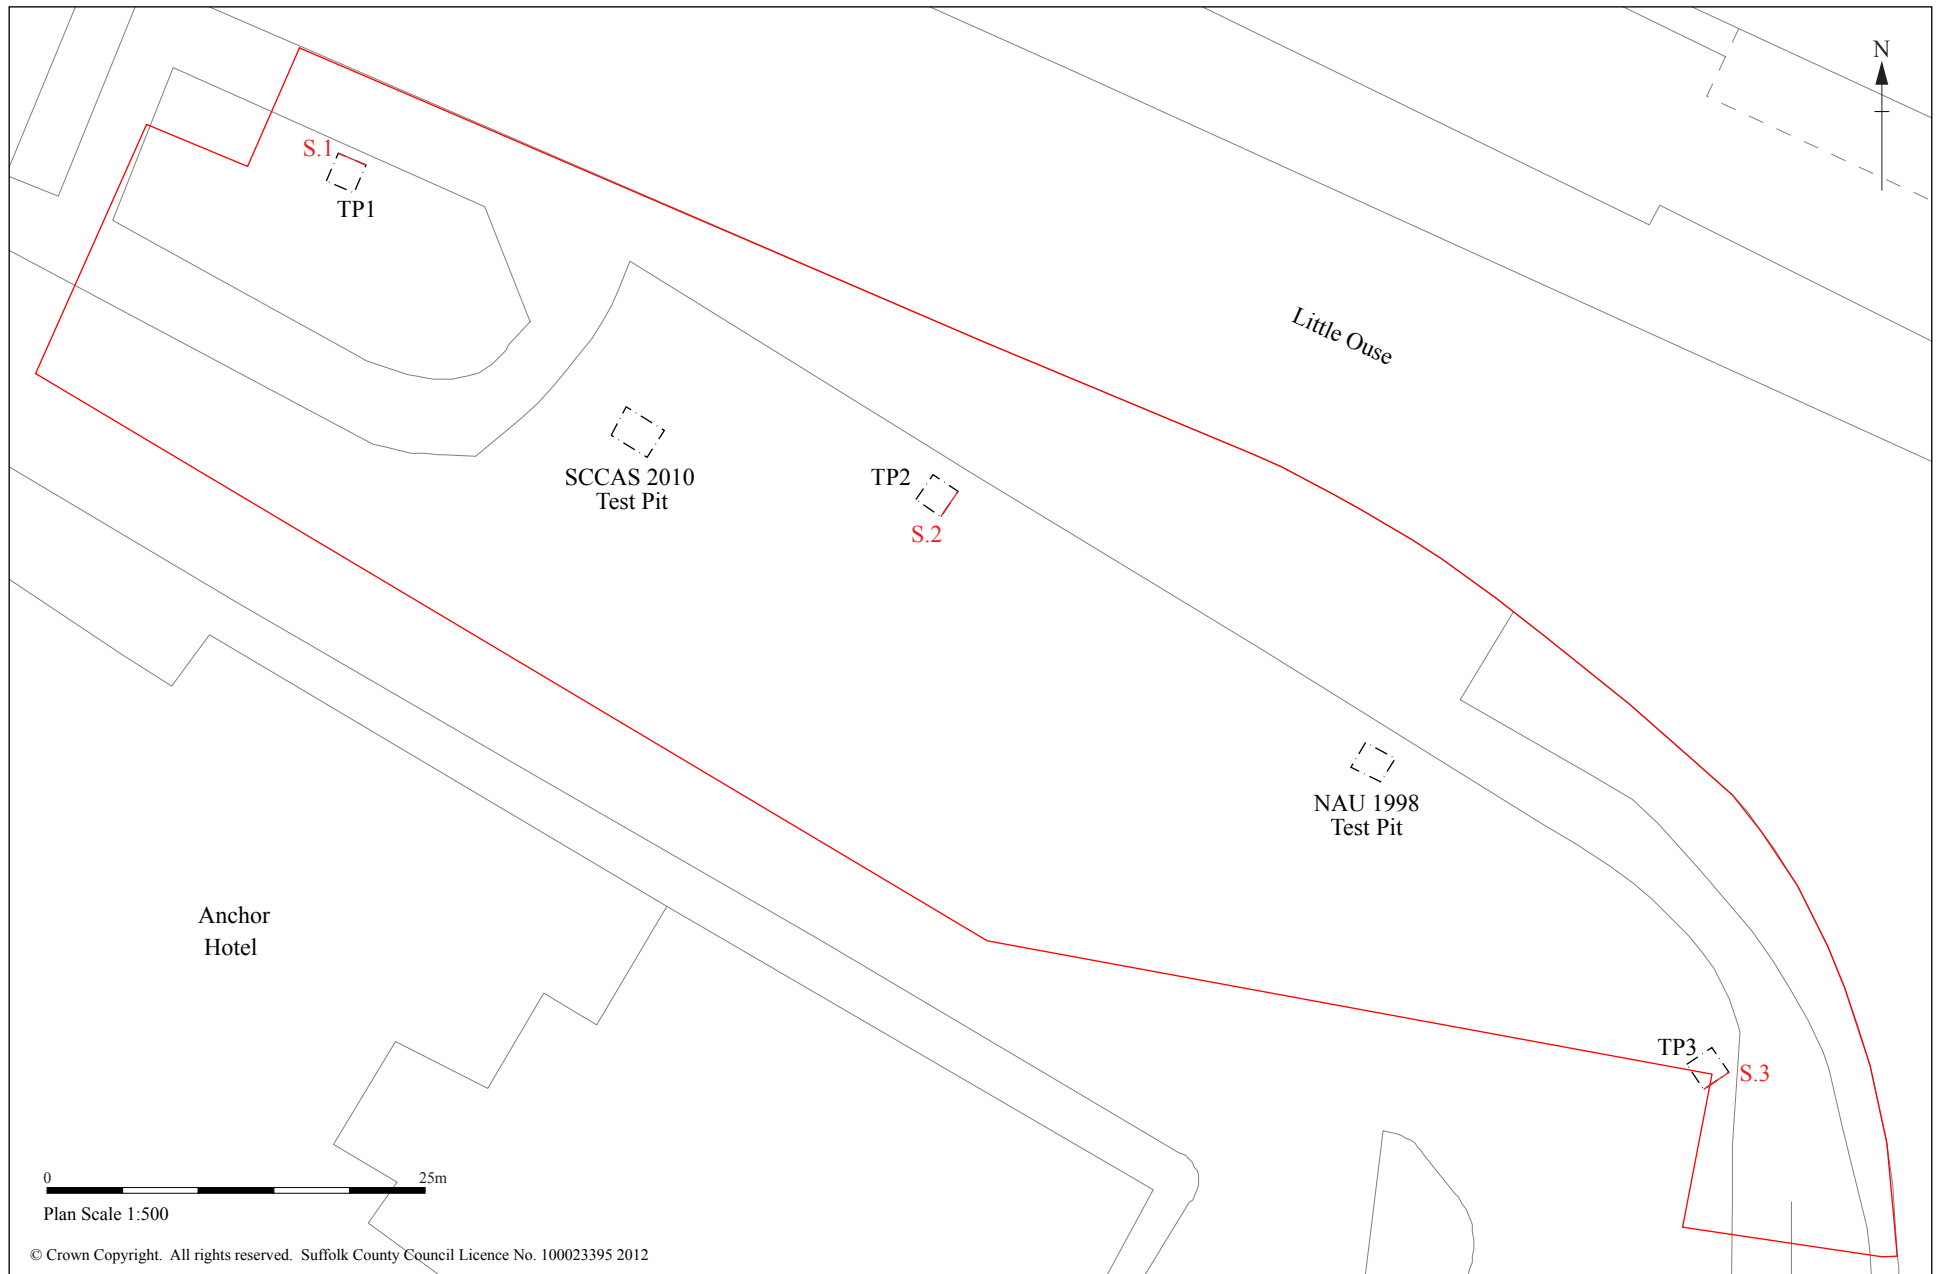 N
S.1
TP1
Little Ouse
SCCAS 2010
Test Pit
TP2
S.2
NAU 1998
Test Pit
Anchor
Hotel
TP3
S.3
0 25m
Plan Scale 1:500
© Crown Copyright. All rights reserved. Suffolk County Council Licence No. 100023395 2012